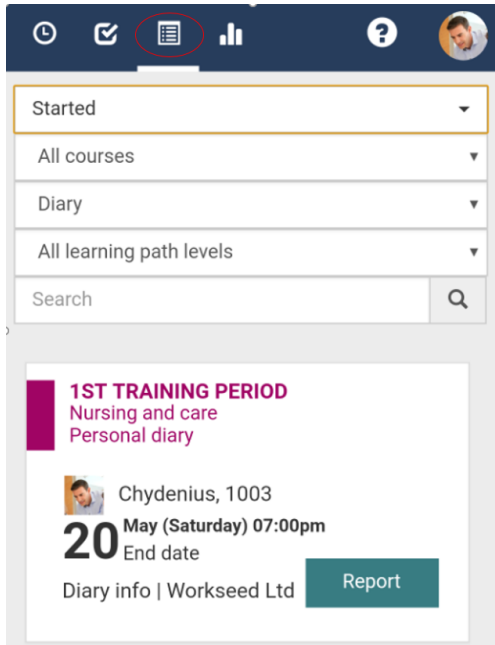 ?
Started
All courses
Diary
All learning path levels
Search
1ST TRAINING PERIOD
Nursing and care
Personal diary
Chydenius, 1003
20 May (Saturday) 07:00pm
End date
Diary info | Workseed Ltd
Report